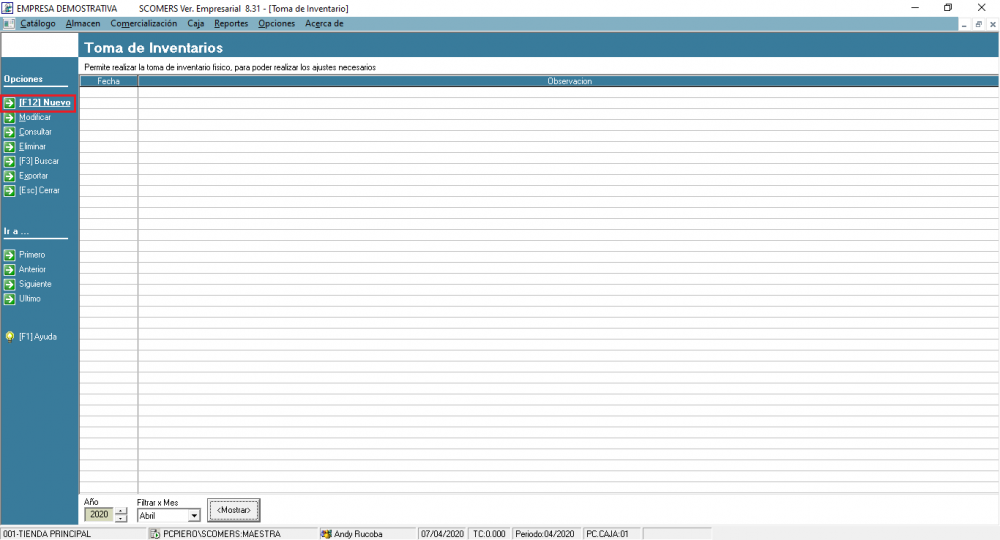 EMPRESA DEMOSTRATIVA SCOMERS Ver. Empresarial 8.31 - [Toma de Inventario]
Catálogo Almacen Comercialización Caja Reportes Opciones Acerca de
Toma de Inventarios
Permite realizar la toma de inventario fisico, para poder realizar los ajustes necesarios
Opciones
Fecha Observacion
[F12] Nuevo
Modificar
Consultar
Eliminar
[F3] Buscar
Exportar
[Esc] Cerrar
Ir a ...
Primero
Anterior
Siguiente
Ultimo
[F1] Ayuda
Año Filtrar x Mes
2020 Abril <Mostrar>
001-TIENDA PRINCIPAL PCPIERO\SCOMERS:MAESTRA Andy Rucoba 07/04/2020 TC:0.000 Periodo:04/2020 PC.CAJA:01